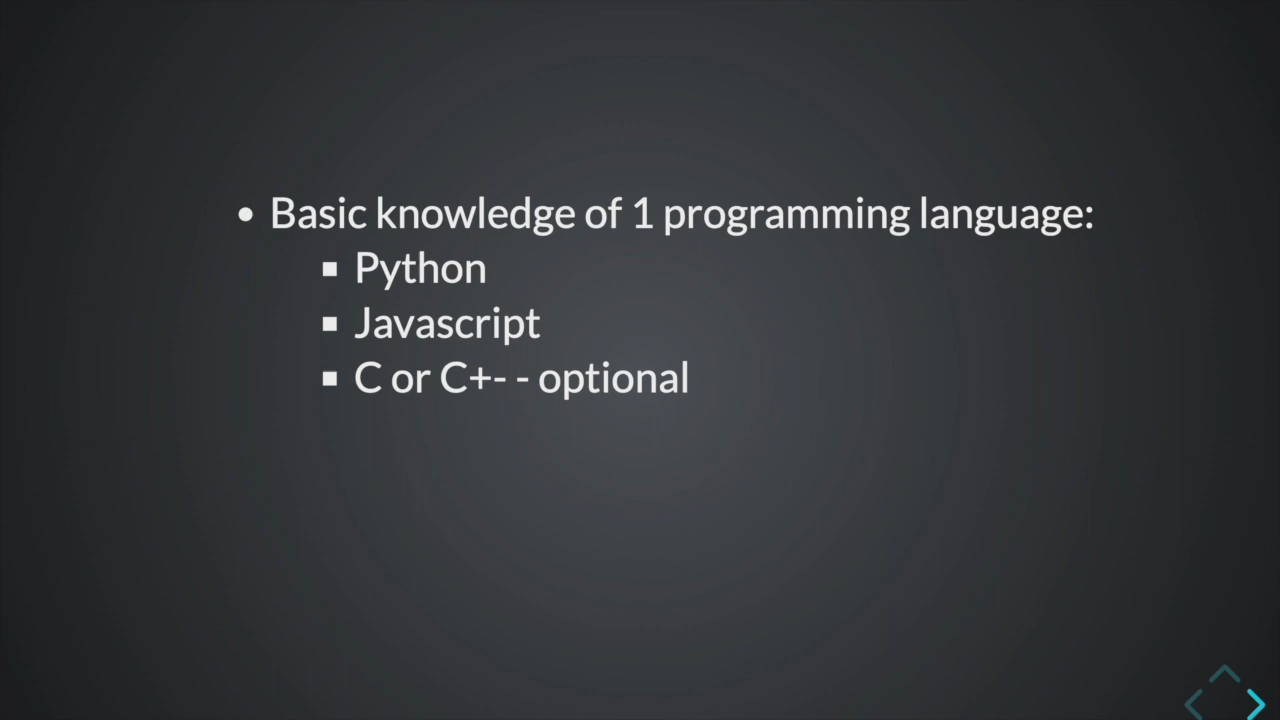 • Basic knowledge of 1 programming language:
▪ Python
▪ Javascript
▪ C or C+- - optional